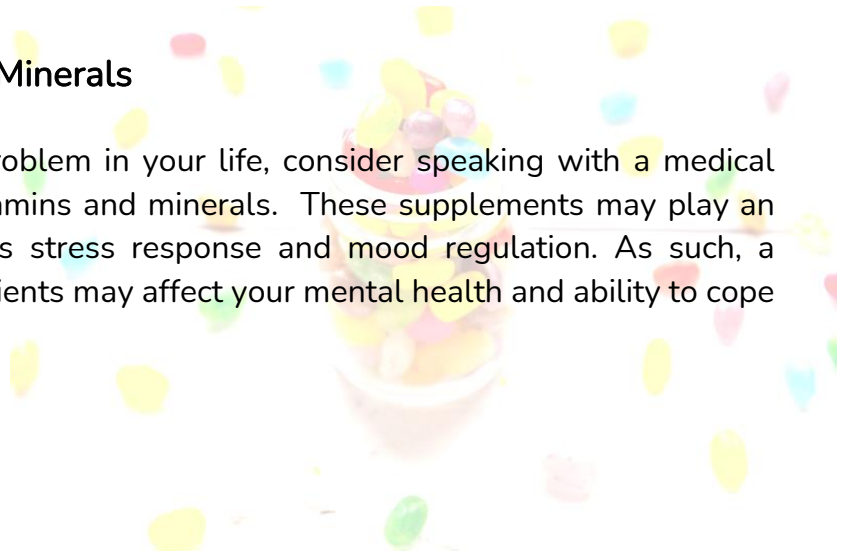 Minerals
roblem in your life, consider speaking with a medical
amins and minerals. These supplements may play an
s stress response and mood regulation. As such, a
ients may affect your mental health and ability to cope